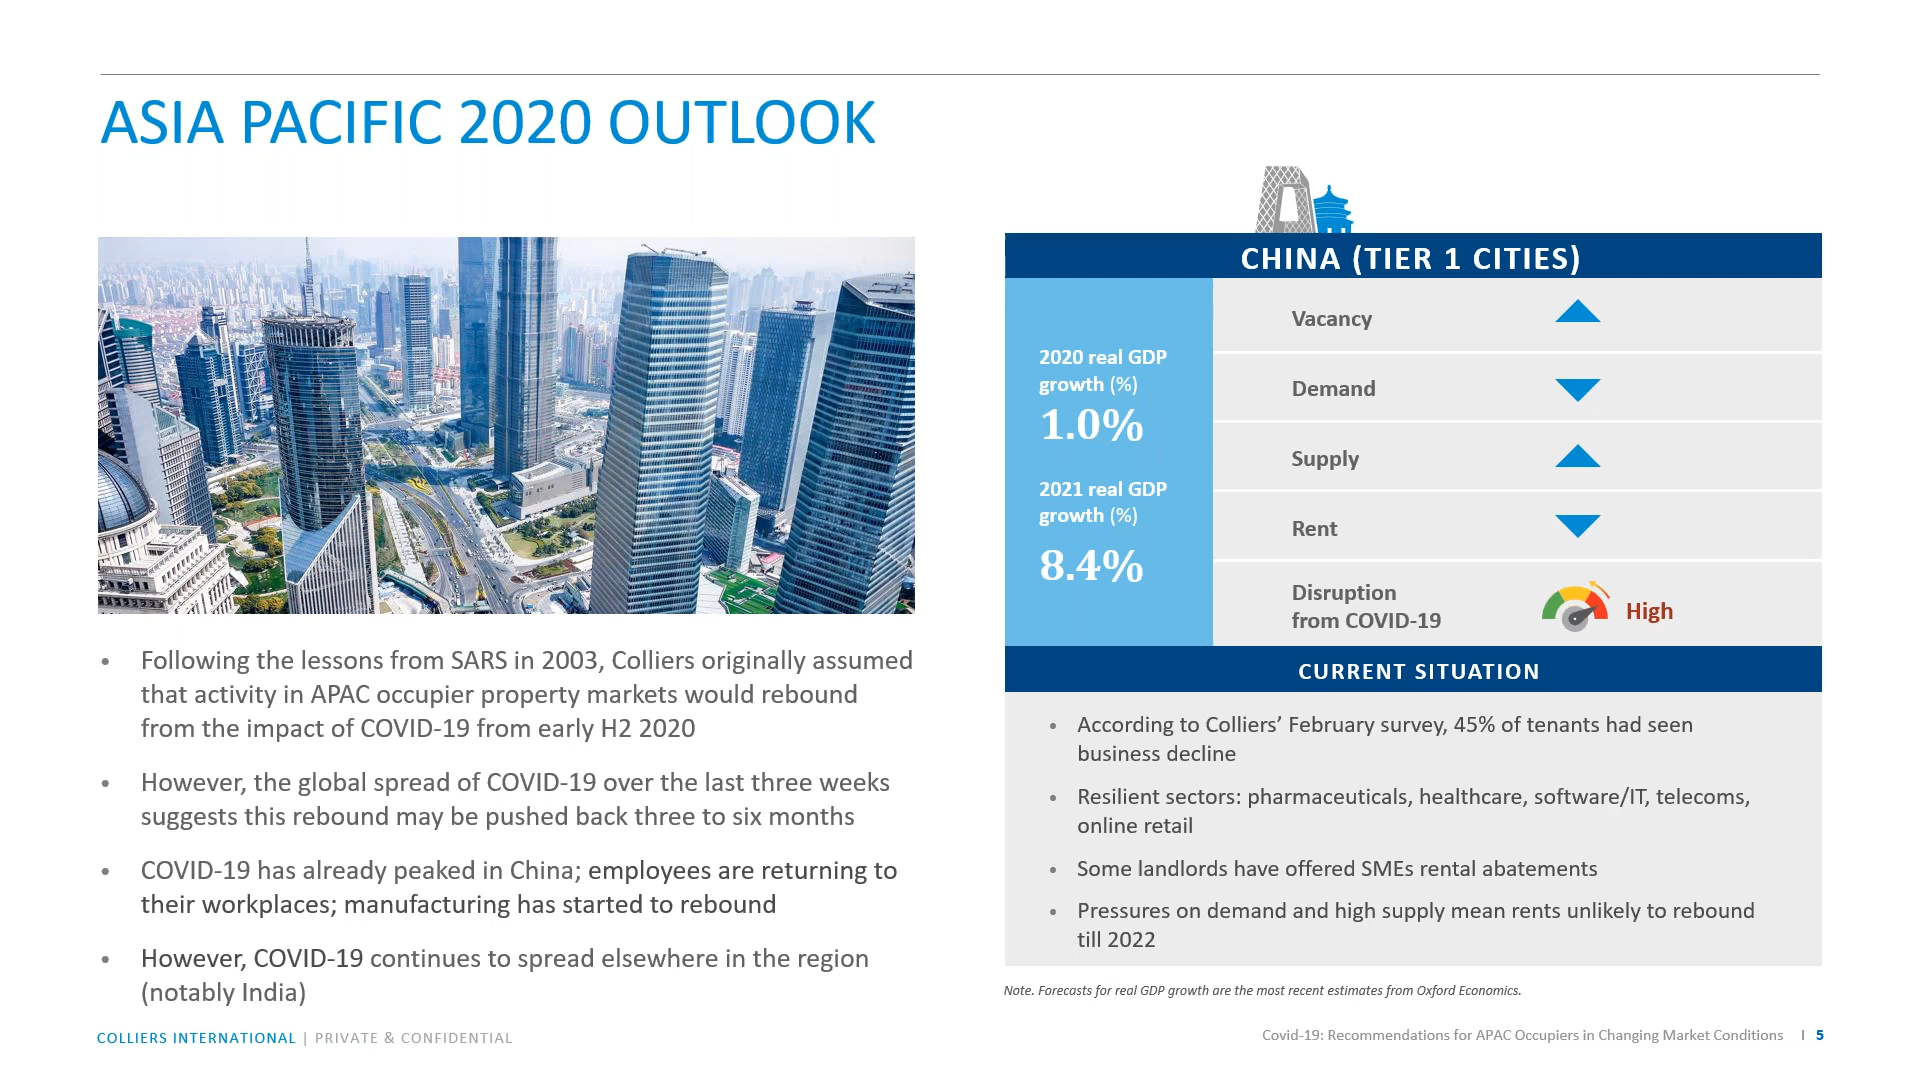 ASIA PACIFIC 2020 OUTLOOK
• Following the lessons from SARS in 2003, Colliers originally assumed
that activity in APAC occupier property markets would rebound
from the impact of COVID-19 from early H2 2020
• However, the global spread of COVID-19 over the last three weeks
suggests this rebound may be pushed back three to six months
• COVID-19 has already peaked in China; employees are returning to
their workplaces; manufacturing has started to rebound
• However, COVID-19 continues to spread elsewhere in the region
(notably India)
CHINA (TIER 1 CITIES)
2020 real GDP
growth (%)
1.0%
2021 real GDP
growth (%)
8.4%
Vacancy
Demand
Supply
Rent
Disruption
from COVID-19
High
CURRENT SITUATION
• According to Colliers’ February survey, 45% of tenants had seen
business decline
• Resilient sectors: pharmaceuticals, healthcare, software/IT, telecoms,
online retail
• Some landlords have offered SMEs rental abatements
• Pressures on demand and high supply mean rents unlikely to rebound
till 2022
Note. Forecasts for real GDP growth are the most recent estimates from Oxford Economics.
COLLIERS INTERNATIONAL | PRIVATE & CONFIDENTIAL
Covid-19: Recommendations for APAC Occupiers in Changing Market Conditions | 5